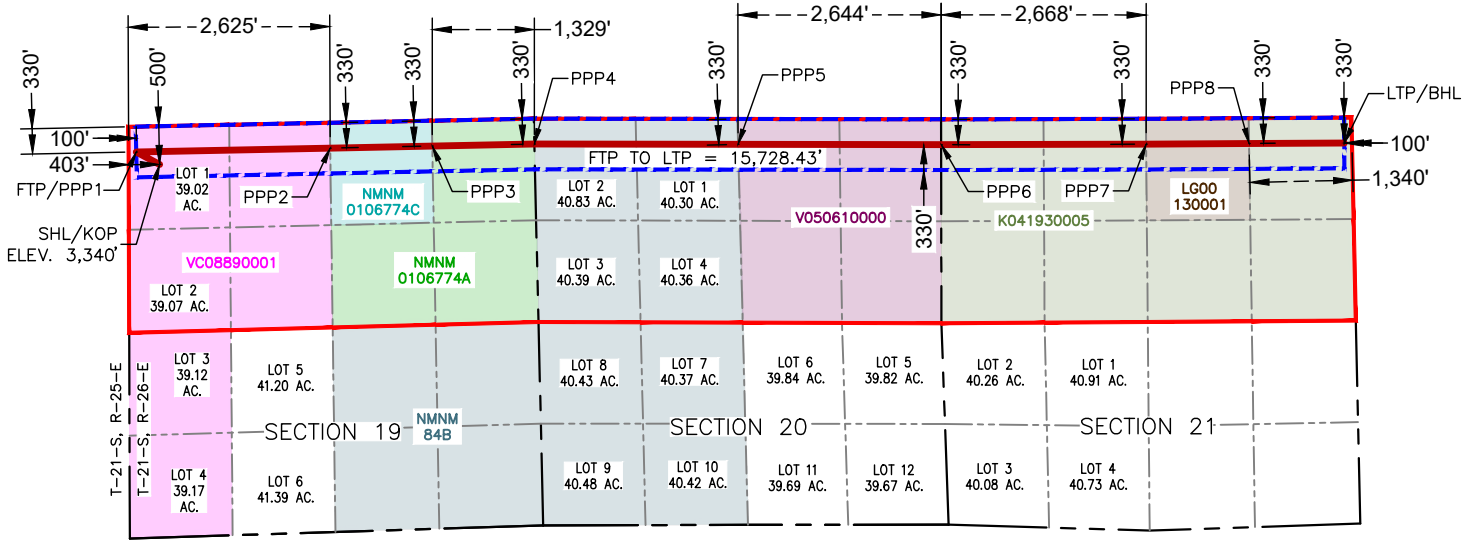 2,625'
1,329'
2,644'
2,668'
330'
500'
330'
330'
330'
330'
330'
330'
330'
330'
PPP4
PPP5
PPP8
LTP/BHL
100'
403'
FTP/PPP1
SHL/KOP
ELEV. 3,340'
100'
1,340'
FTP TO LTP = 15,728.43'
LOT 1
39.02
AC.
PPP2
NMNM
0106774C
PPP3
LOT 2
40.83 AC.
LOT 1
40.30 AC.
V050610000
330'
PPP6
K041930005
PPP7
LG00
130001
VC08890001
LOT 2
39.07 AC.
NMNM
0106774A
LOT 3
40.39 AC.
LOT 4
40.36 AC.
T-21-S, R-25-E
T-21-S, R-26-E
LOT 3
39.12
AC.
LOT 5
41.20 AC.
LOT 8
40.43 AC.
LOT 7
40.37 AC.
LOT 6
39.84 AC.
LOT 5
39.82 AC.
LOT 2
40.26 AC.
LOT 1
40.91 AC.
SECTION 19
NMNM
84B
SECTION 20
SECTION 21
LOT 4
39.17
AC.
LOT 6
41.39 AC.
LOT 9
40.48 AC.
LOT 10
40.42 AC.
LOT 11
39.69 AC.
LOT 12
39.67 AC.
LOT 3
40.08 AC.
LOT 4
40.73 AC.